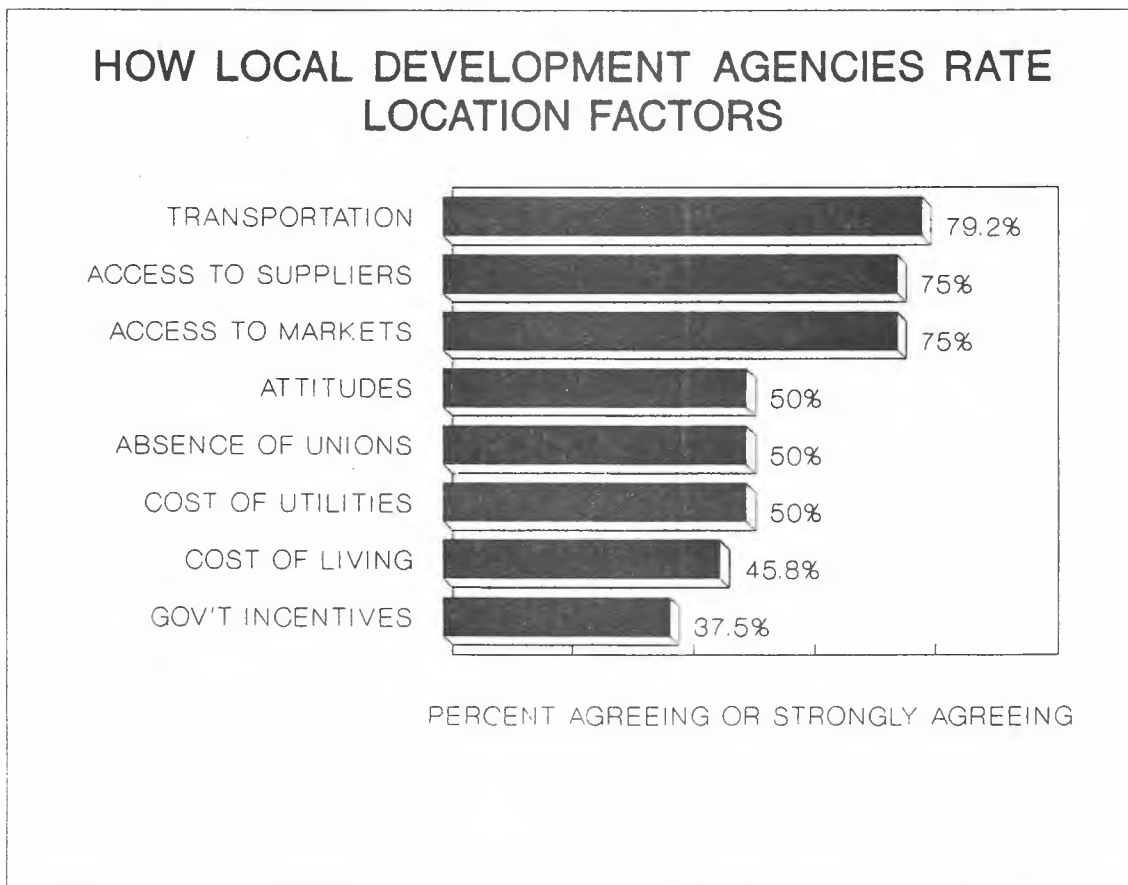 HOW LOCAL DEVELOPMENT AGENCIES RATE
LOCATION FACTORS
TRANSPORTATION 79.2%
ACCESS TO SUPPLIERS 75%
ACCESS TO MARKETS 75%
ATTITUDES 50%
ABSENCE OF UNIONS 50%
COST OF UTILITIES 50%
COST OF LIVING 45.8%
GOV'T INCENTIVES 37.5%
PERCENT AGREEING OR STRONGLY AGREEING